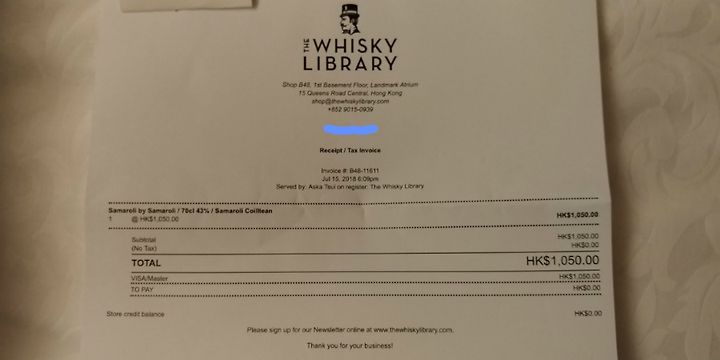 THE WHISKY
LIBRARY
Shop B48, 1st Basement Floor, Landmark Atrium
15 Queens Road Central, Hong Kong
shop@thewhiskylibrary.com
+852 9015-0939
Receipt / Tax Invoice
Invoice #: B48-11611
Jul 15, 2018 6:09pm
Served by: Aska Tsui on register: The Whisky Library
Samaroli by Samaroli / 70cl 43% / Samaroli Coilltean HK$1,050.00
1 @ HK$1,050.00
Subtotal HK$1,050.00
(No Tax) HK$0.00
TOTAL HK$1,050.00
VISA/Master HK$1,050.00
TO PAY HK$0.00
Store credit balance HK$0.00
Please sign up for our Newsletter online at www.thewhiskylibrary.com.
Thank you for your business!